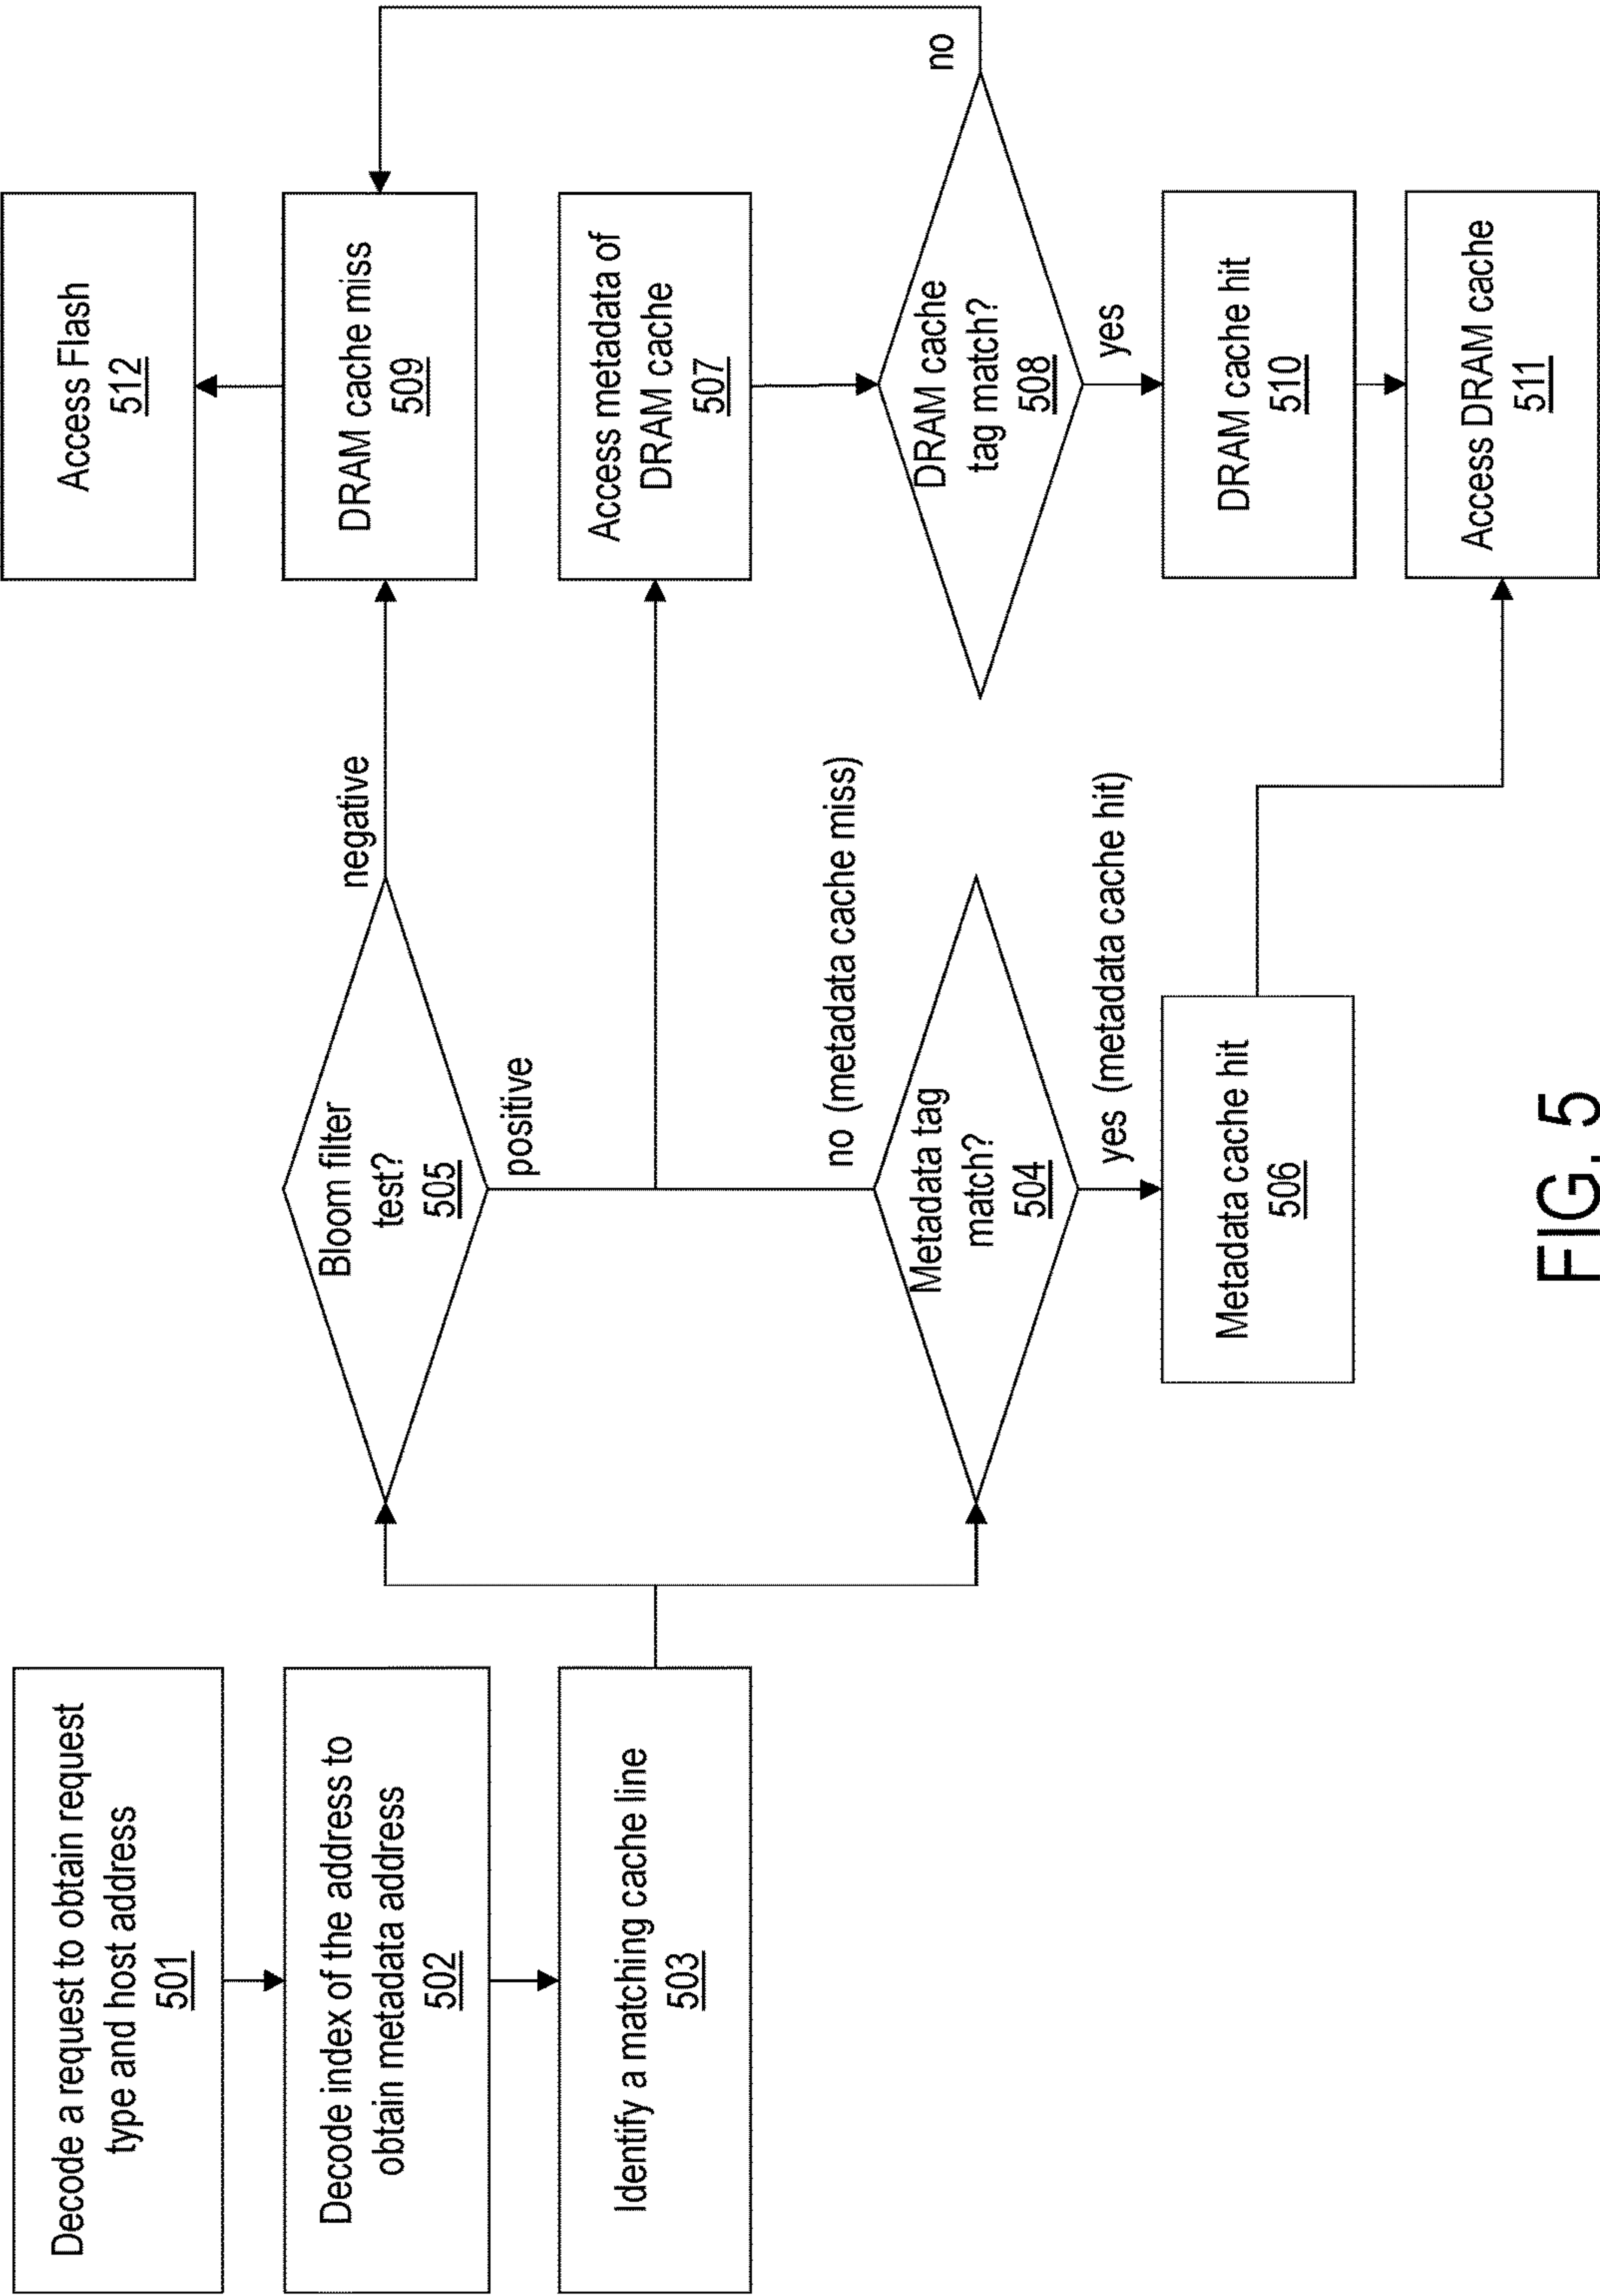 Decode a request to obtain request
type and host address
501
Decode index of the address to
obtain metadata address
502
Identify a matching cache line
503
Bloom filter
test?
505
negative
positive
no (metadata cache miss)
Metadata tag
match?
504
yes (metadata cache hit)
Metadata cache hit
506
Access Flash
512
DRAM cache miss
509
Access metadata of
DRAM cache
507
no
DRAM cache
tag match?
508
yes
DRAM cache hit
510
Access DRAM cache
511
FIG. 5